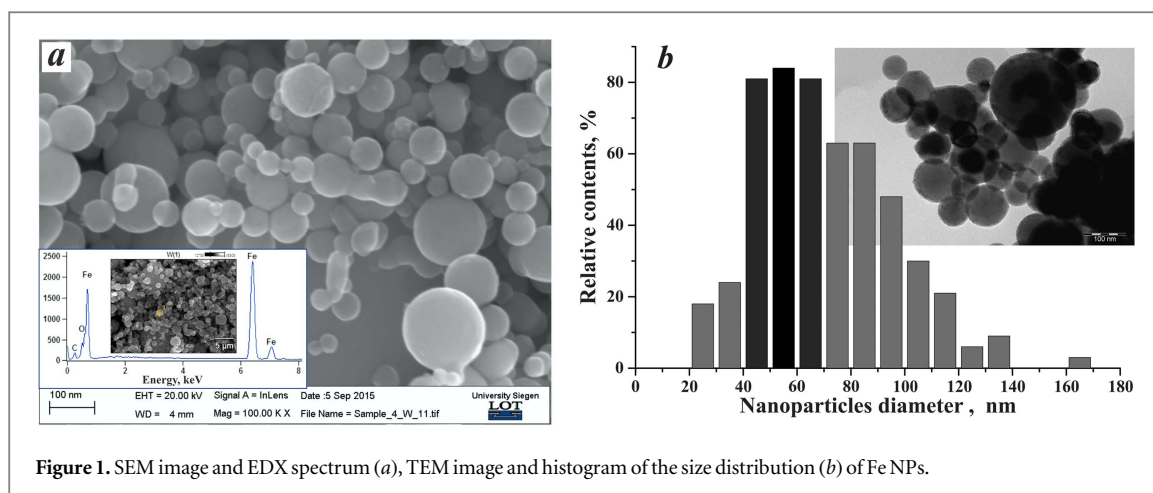 a
2500
2000
1500
1000
500
0
Fe
O
C
W(1)
5 µm
Fe
Fe
0 2 4 6 8
Energy, keV
100 nm
EHT = 20.00 kV Signal A = InLens Date :5 Sep 2015
WD = 4 mm Mag = 100.00 K X File Name = Sample_4_W_11.tif
University Siegen
LOT
b
Relative contents, %
80
60
40
20
0
100 nm
0 20 40 60 80 100 120 140 160 180
Nanoparticles diameter , nm
Figure 1. SEM image and EDX spectrum (a), TEM image and histogram of the size distribution (b) of Fe NPs.